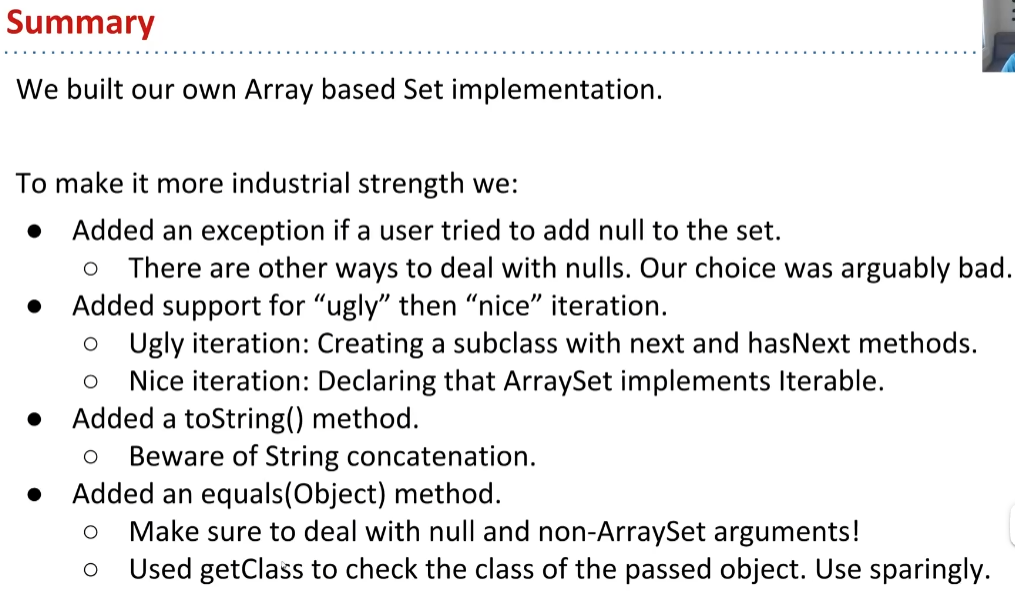 Summary
We built our own Array based Set implementation.
To make it more industrial strength we:
● Added an exception if a user tried to add null to the set.
○ There are other ways to deal with nulls. Our choice was arguably bad.
● Added support for “ugly” then “nice” iteration.
○ Ugly iteration: Creating a subclass with next and hasNext methods.
○ Nice iteration: Declaring that ArraySet implements Iterable.
● Added a toString() method.
○ Beware of String concatenation.
● Added an equals(Object) method.
○ Make sure to deal with null and non-ArraySet arguments!
○ Used getClass to check the class of the passed object. Use sparingly.